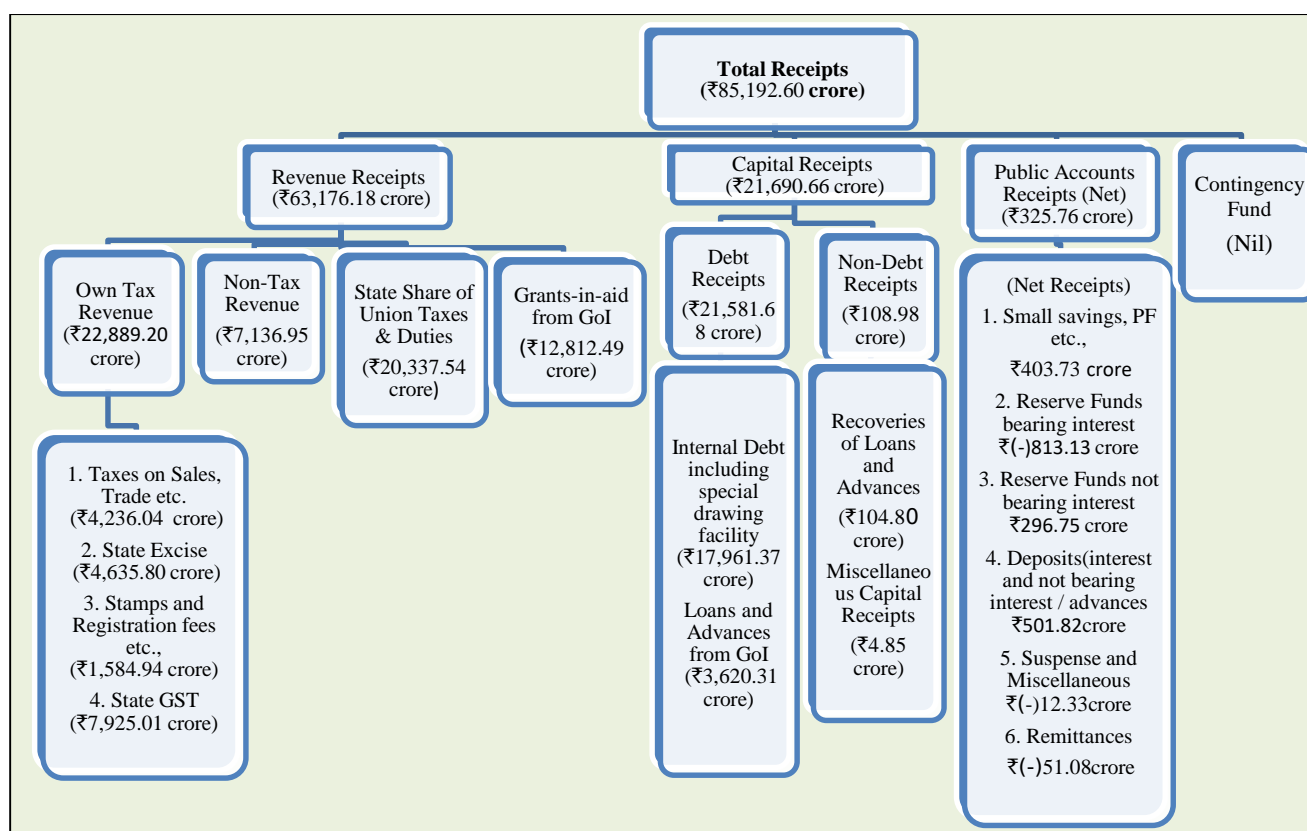 Total Receipts
(₹85,192.60 crore)
Revenue Receipts
(₹63,176.18 crore)
Capital Receipts
(₹21,690.66 crore)
Public Accounts
Receipts (Net)
(₹325.76 crore)
Contingency
Fund
(Nil)
Own Tax
Revenue
(₹22,889.20
crore)
Non-Tax
Revenue
(₹7,136.95
crore)
State Share of
Union Taxes
& Duties
(₹20,337.54
crore)
Grants-in-aid
from GoI
(₹12,812.49
crore)
Debt
Receipts
(₹21,581.6
8 crore)
Non-Debt
Receipts
(₹108.98
crore)
1. Taxes on Sales,
Trade etc.
(₹4,236.04 crore)
2. State Excise
(₹4,635.80 crore)
3. Stamps and
Registration fees
etc.,
(₹1,584.94 crore)
4. State GST
(₹7,925.01 crore)
Internal Debt
including
special
drawing
facility
(₹17,961.37
crore)
Loans and
Advances
from GoI
(₹3,620.31
crore)
Recoveries
of Loans
and
Advances
(₹104.80
crore)
Miscellaneo
us Capital
Receipts
(₹4.85
crore)
(Net Receipts)
1. Small savings, PF
etc.,
₹403.73 crore
2. Reserve Funds
bearing interest
₹(-)813.13 crore
3. Reserve Funds not
bearing interest
₹296.75 crore
4. Deposits(interest
and not bearing
interest / advances
₹501.82crore
5. Suspense and
Miscellaneous
₹(-)12.33crore
6. Remittances
₹(-)51.08crore